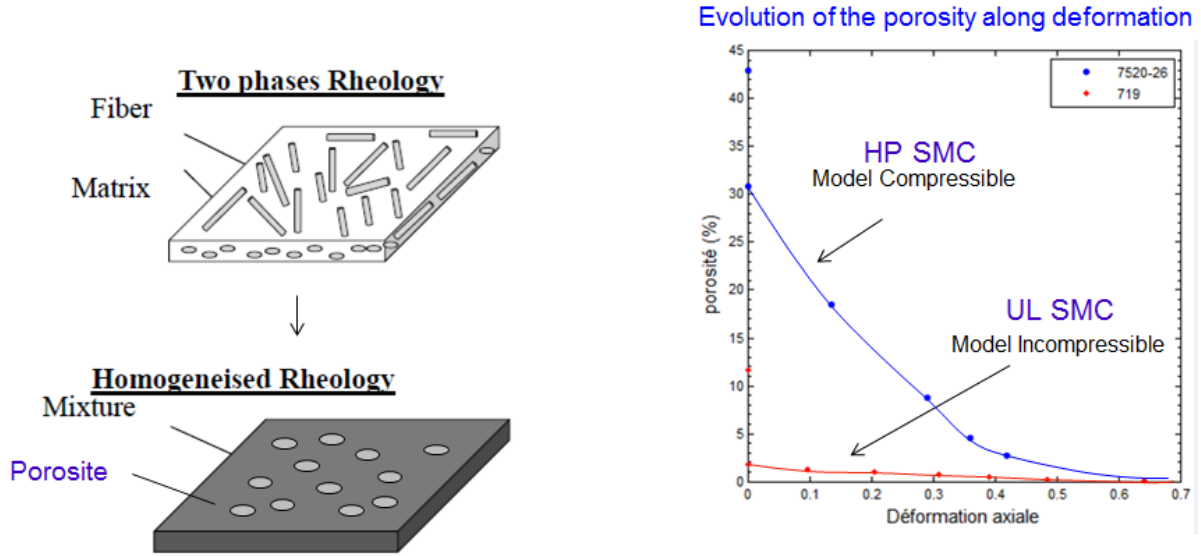 Two phases Rheology
Fiber
Matrix
Homogeneised Rheology
Mixture
Porosite
Evolution of the porosity along deformation
45
40
35
30
25
20
15
10
5
0
porosité (%)
7520-26
719
HP SMC
Model Compressible
UL SMC
Model Incompressible
0 0.1 0.2 0.3 0.4 0.5 0.6 0.7
Déformation axiale